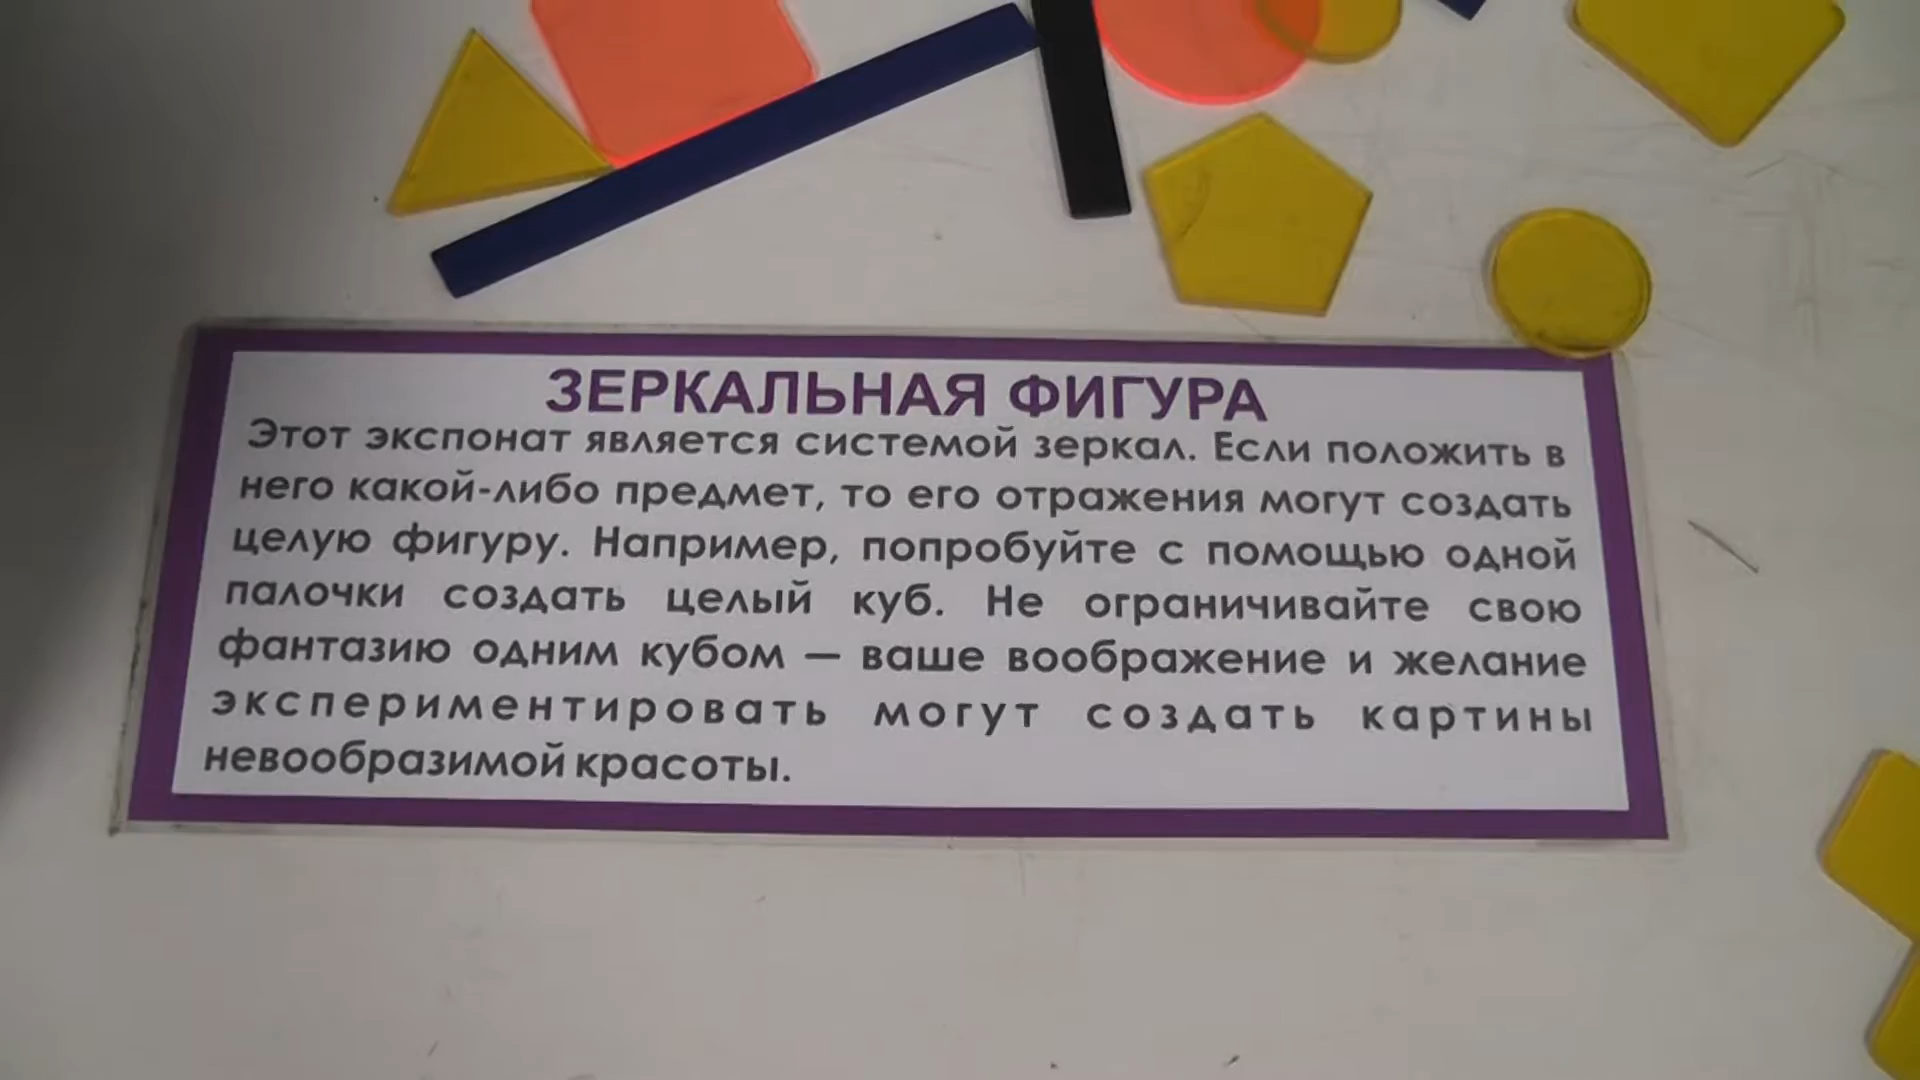 ЗЕРКАЛЬНАЯ ФИГУРА
Этот экспонат является системой зеркал. Если положить в
него какой-либо предмет, то его отражения могут создать
целую фигуру. Например, попробуйте с помощью одной
палочки создать целый куб. Не ограничивайте свою
фантазию одним кубом — ваше воображение и желание
экспериментировать могут создать картины
невообразимой красоты.